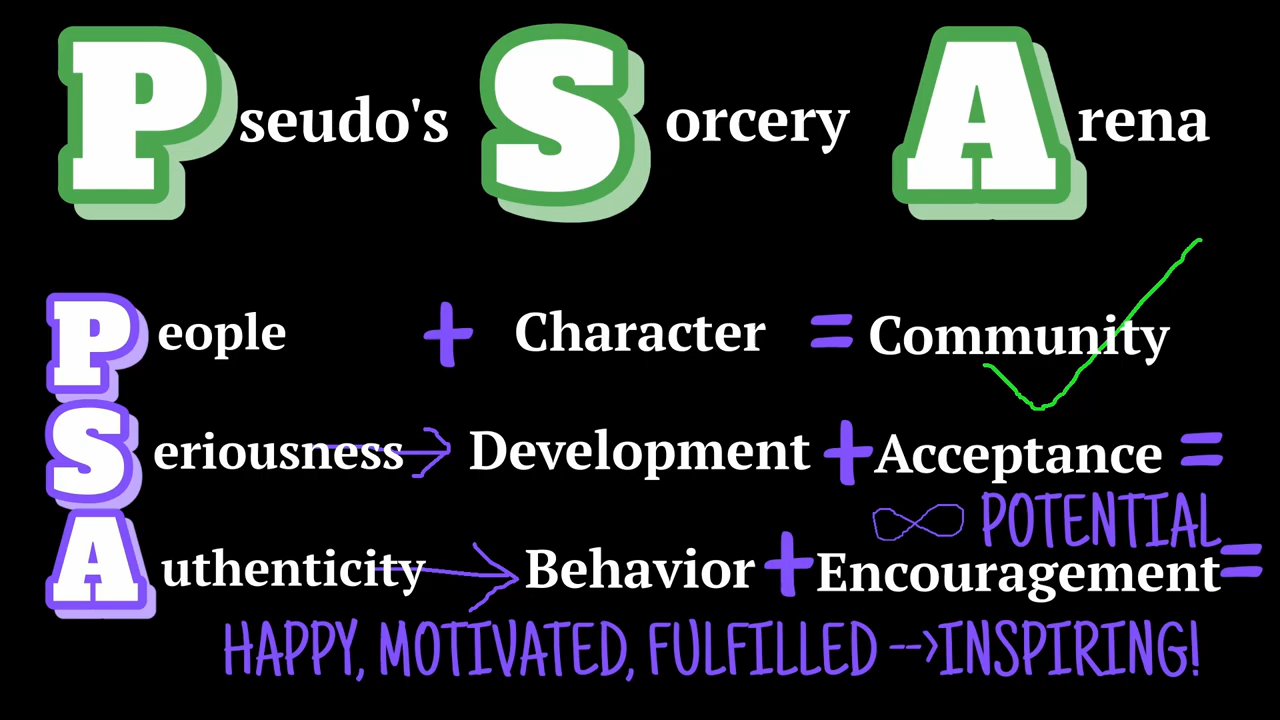 Pseudo's Sorcery Arena
People + Character = Community
Seriousness → Development + Acceptance =
∞ POTENTIAL
Authenticity → Behavior + Encouragement =
HAPPY, MOTIVATED, FULFILLED -->INSPIRING!